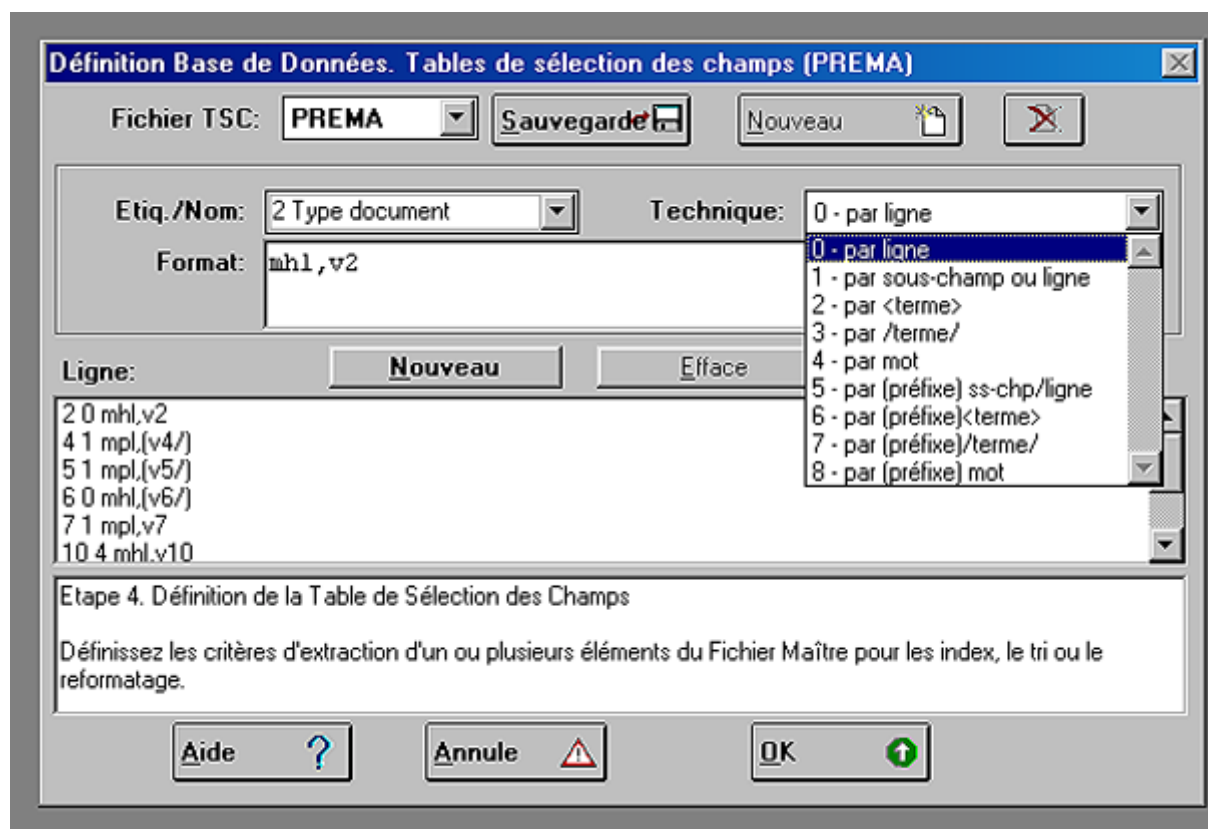 Définition Base de Données. Tables de sélection des champs (PREMA)
Fichier TSC: PREMA Sauvegarde Nouveau
Etiq./Nom: 2 Type document Technique: 0 - par ligne
Format: mhl,v2
0 - par ligne
1 - par sous-champ ou ligne
2 - par <terme>
3 - par /terme/
4 - par mot
5 - par (préfixe) ss-chp/ligne
6 - par (préfixe)<terme>
7 - par (préfixe)/terme/
8 - par (préfixe) mot
Ligne: Nouveau Efface
2 0 mhl,v2
4 1 mpl,(v4/)
5 1 mpl,(v5/)
6 0 mhl,(v6/)
7 1 mpl,v7
10 4 mhl,v10
Etape 4. Définition de la Table de Sélection des Champs
Définissez les critères d'extraction d'un ou plusieurs éléments du Fichier Maître pour les index, le tri ou le
reformatage.
Aide ? Annule OK